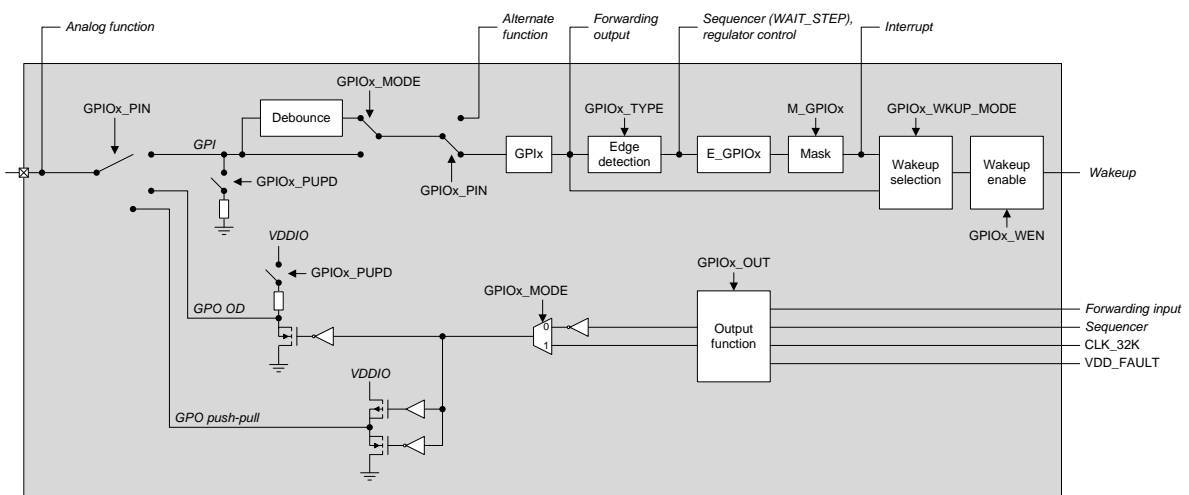 Analog function
Alternate
function
Forwarding
output
Sequencer (WAIT_STEP),
regulator control
Interrupt
GPIOx_PIN
GPIOx_MODE
Debounce
GPI
GPIOx_PUPD
GPIOx_PIN
GPIx
GPIOx_TYPE
Edge
detection
E_GPIOx
M_GPIOx
Mask
GPIOx_WKUP_MODE
Wakeup
selection
Wakeup
enable
Wakeup
GPIOx_WEN
VDDIO
GPIOx_PUPD
GPO OD
GPIOx_MODE
0
1
GPIOx_OUT
Output
function
Forwarding input
Sequencer
CLK_32K
VDD_FAULT
VDDIO
GPO push-pull